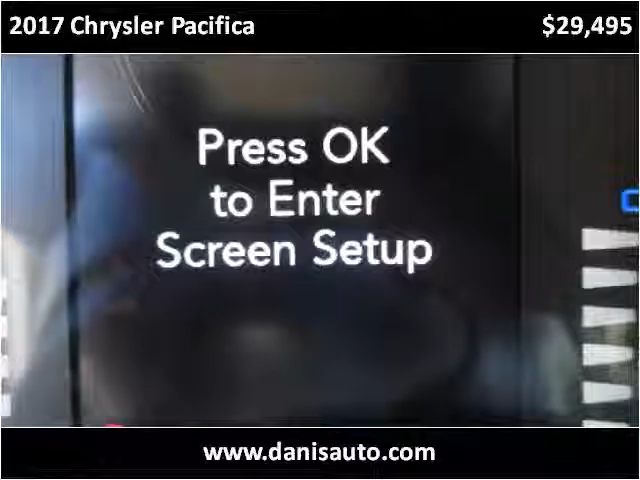 2017 Chrysler Pacifica $29,495
Press OK
to Enter
Screen Setup
www.danisauto.com